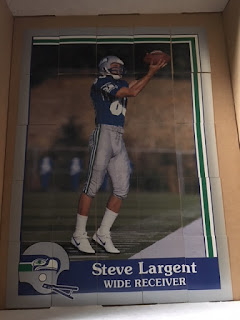 Steve Largent
WIDE RECEIVER